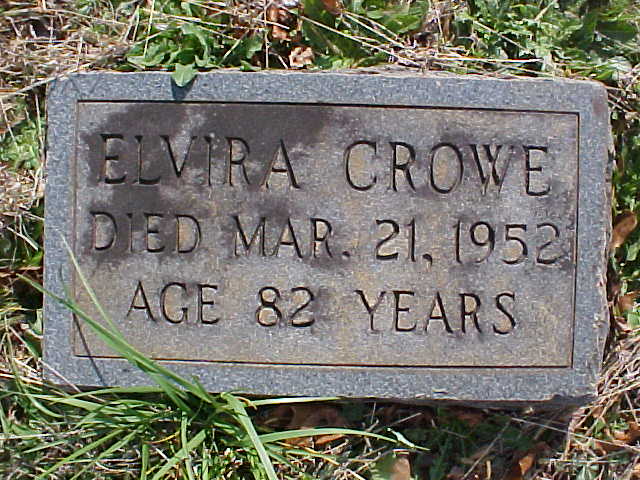 ELVIRA CROWE
DIED MAR. 21, 1952
AGE 82 YEARS